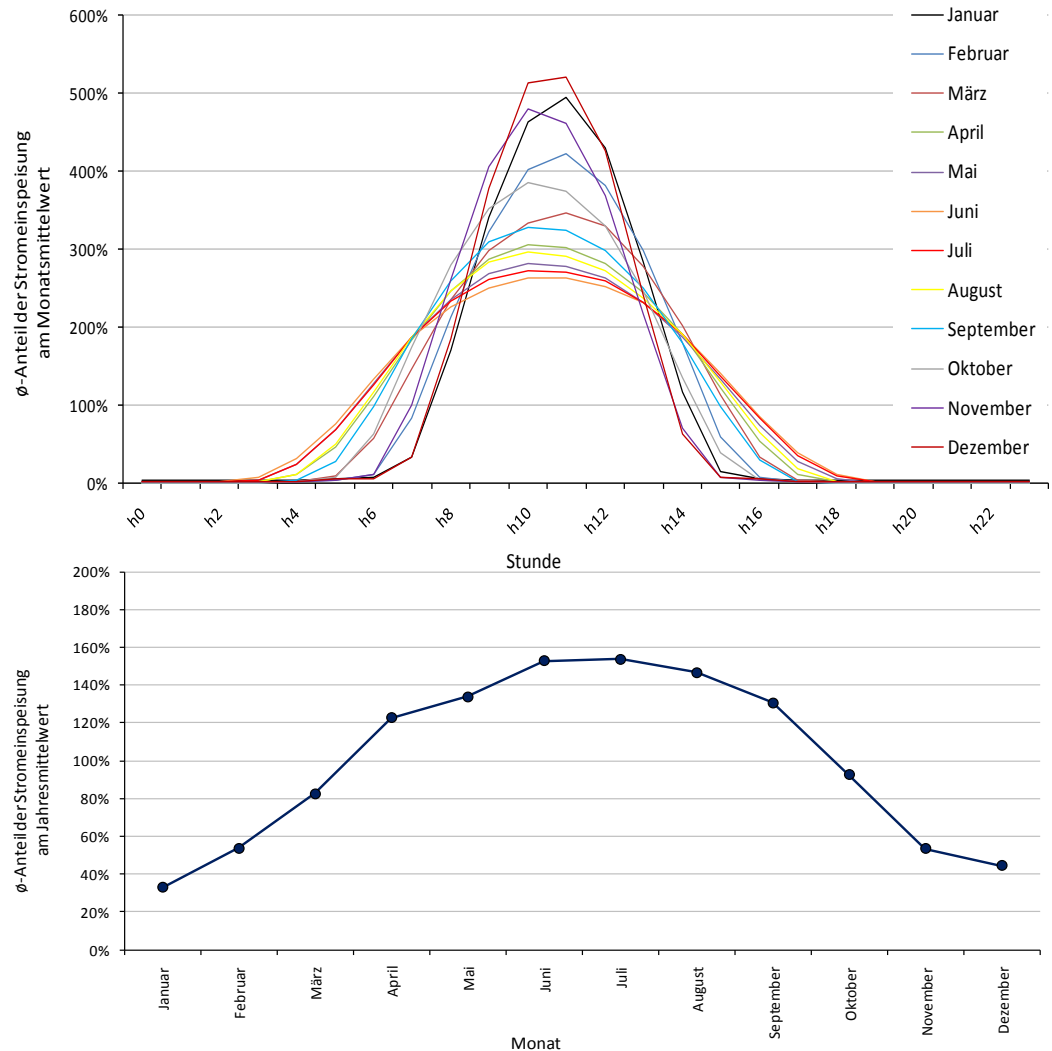 ø-Anteil der Stromeinspeisung
am Monatsmittelwert
600%
500%
400%
300%
200%
100%
0%
h0
h2
h4
h6
h8
h10
h12
h14
h16
h18
h20
h22
Stunde
Januar
Februar
März
April
Mai
Juni
Juli
August
September
Oktober
November
Dezember
ø-Anteil der Stromeinspeisung
am Jahresmittelwert
200%
180%
160%
140%
120%
100%
80%
60%
40%
20%
0%
Januar
Februar
März
April
Mai
Juni
Juli
August
September
Oktober
November
Dezember
Monat